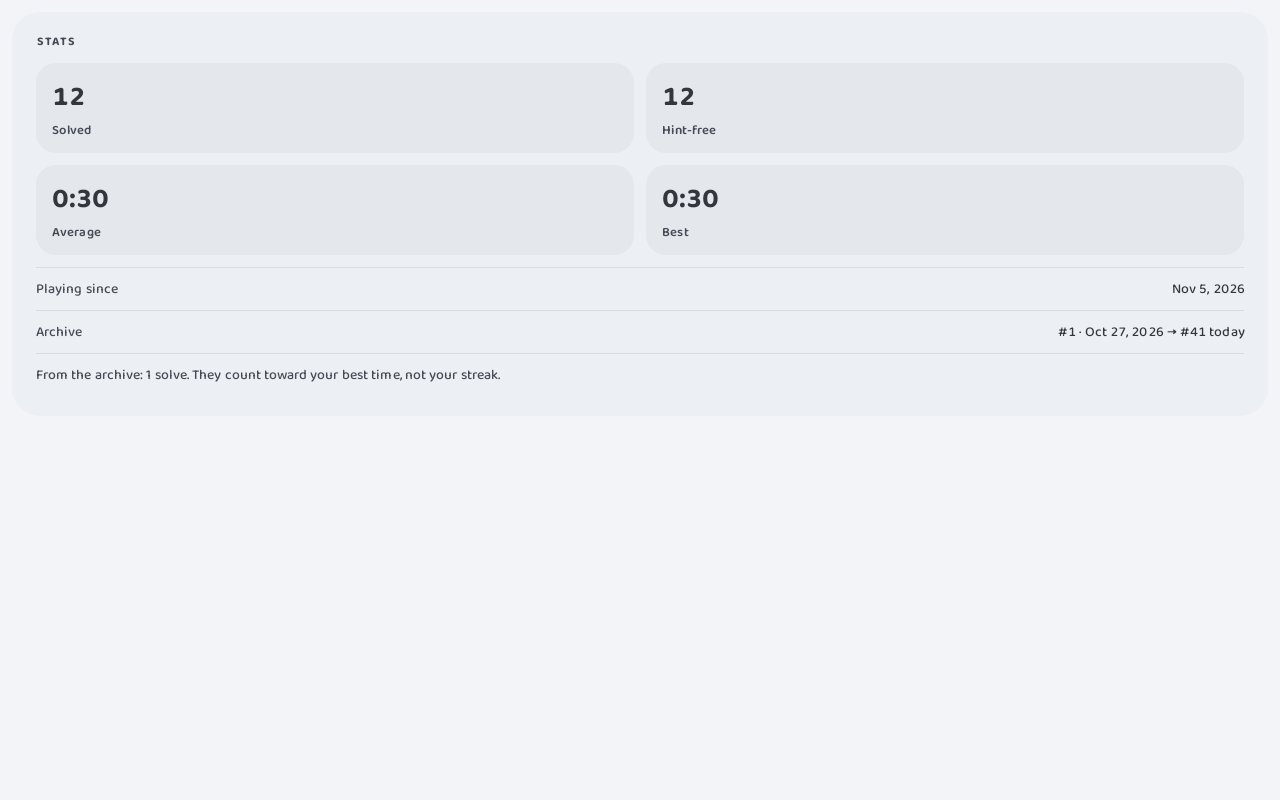 STATS
12
Solved
12
Hint-free
0:30
Average
0:30
Best
Playing since
Nov 5, 2026
Archive
#1 · Oct 27, 2026 → #41 today
From the archive: 1 solve. They count toward your best time, not your streak.